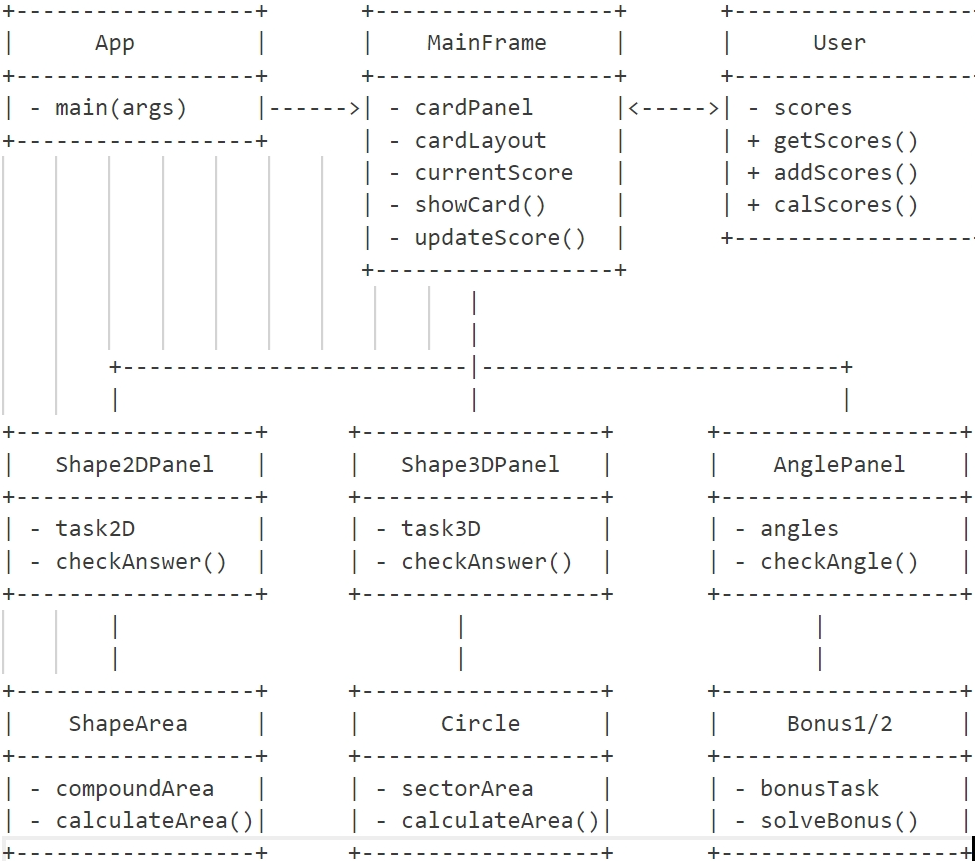 App MainFrame User
- main(args) - cardPanel - scores
- cardLayout + getScores()
- currentScore + addScores()
- showCard() + calScores()
- updateScore()
Shape2DPanel Shape3DPanel AnglePanel
- task2D - task3D - angles
- checkAnswer() - checkAnswer() - checkAngle()
ShapeArea Circle Bonus1/2
- compoundArea - sectorArea - bonusTask
- calculateArea() - calculateArea() - solveBonus()